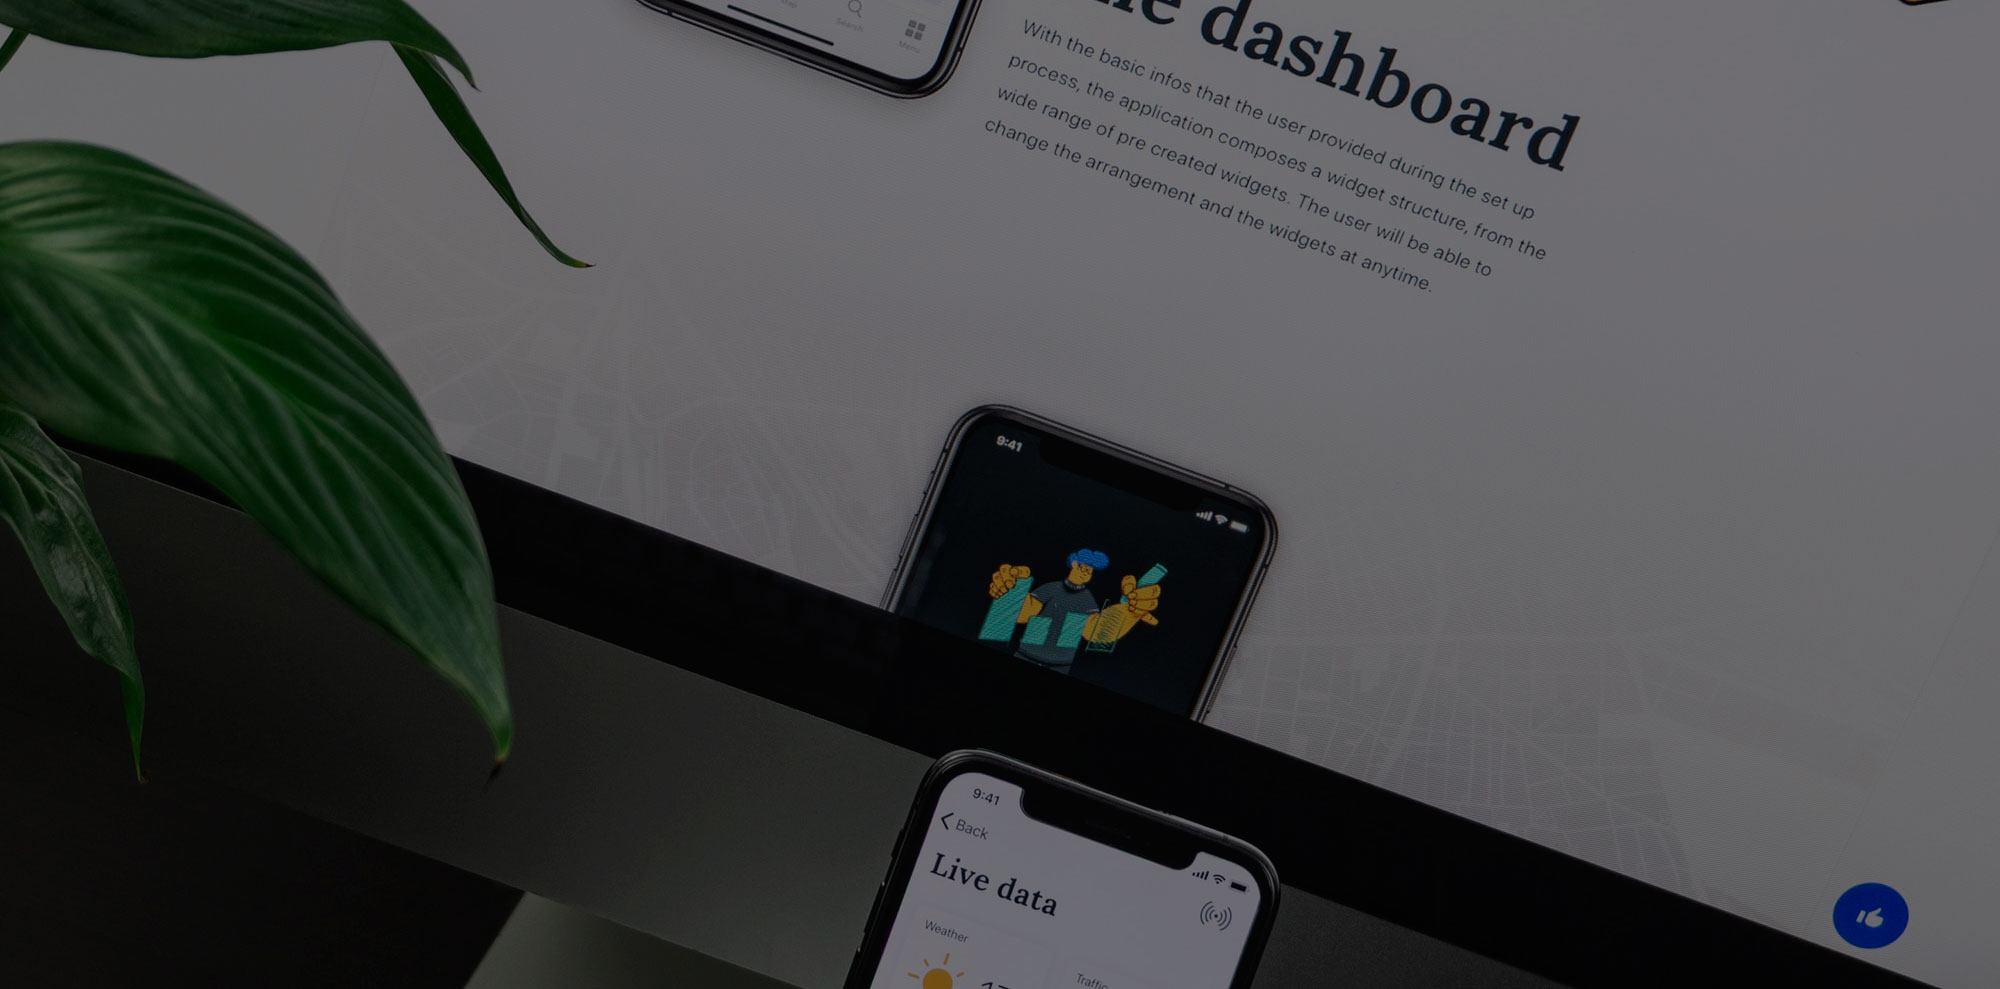 Search
Menu
dashboard
With the basic infos that the user provided during the set up
process, the application composes a widget structure, from the
wide range of pre created widgets. The user will be able to
change the arrangement and the widgets at anytime.
9:41
9:41
Back
Live data
Weather
Traffic